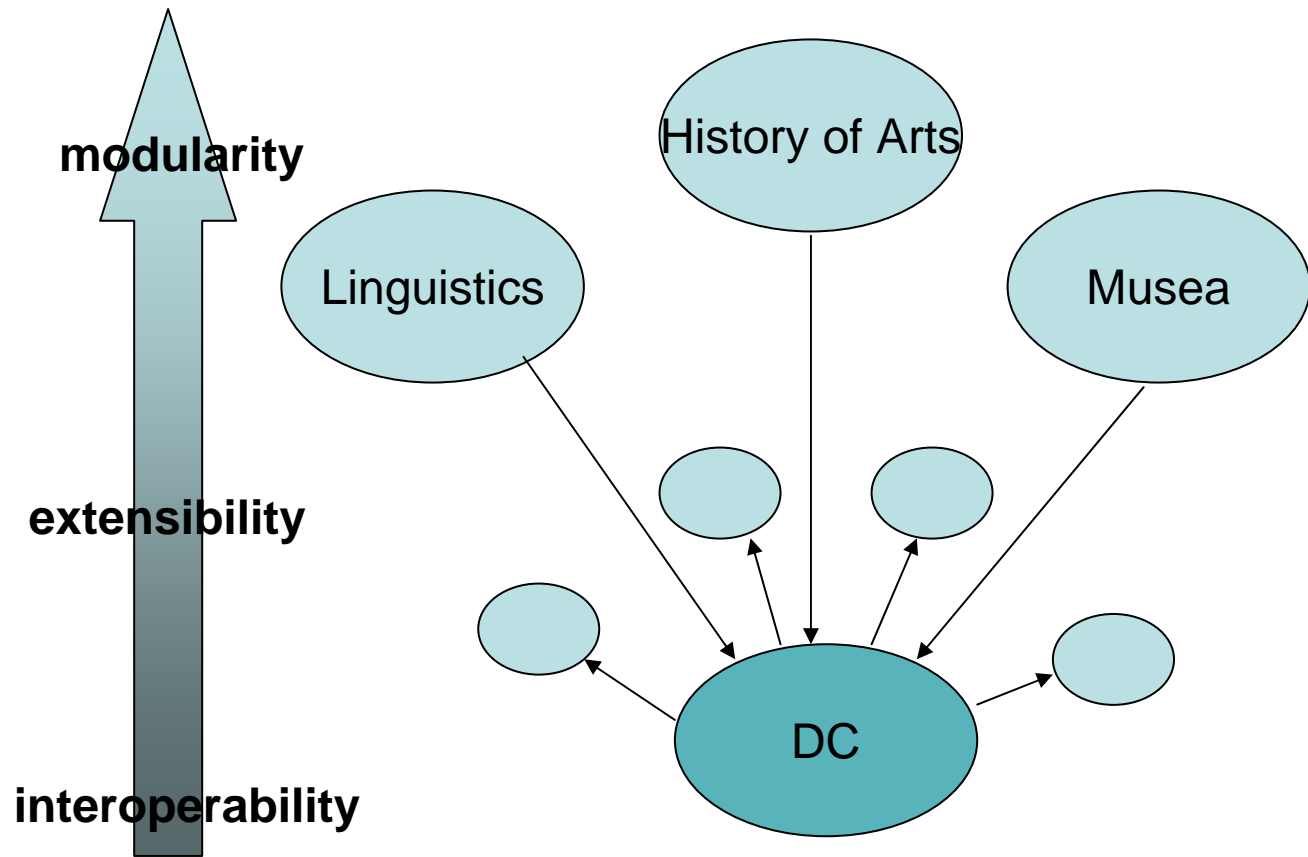 modularity
History of Arts
Linguistics
Musea
extensibility
DC
interoperability